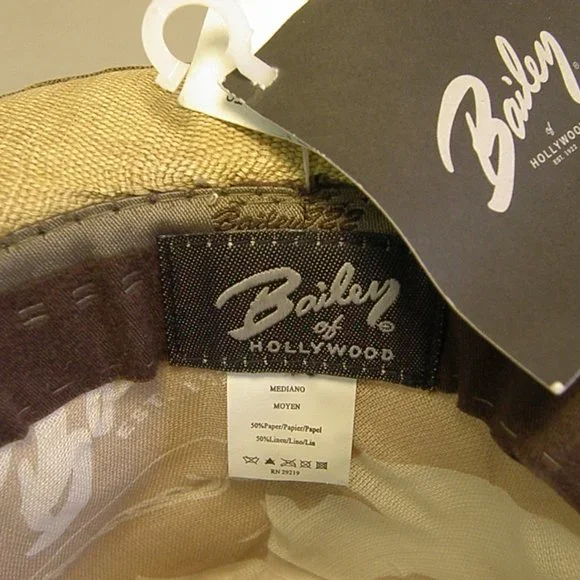 Bailey®
of
HOLLYWOOD
EST. 1922
Bailey
of
HOLLYWOOD
MEDIANO
MOYEN
50%Paper/Papier/Papel
50%Linen/Lino/Lin
RN 29219
EST